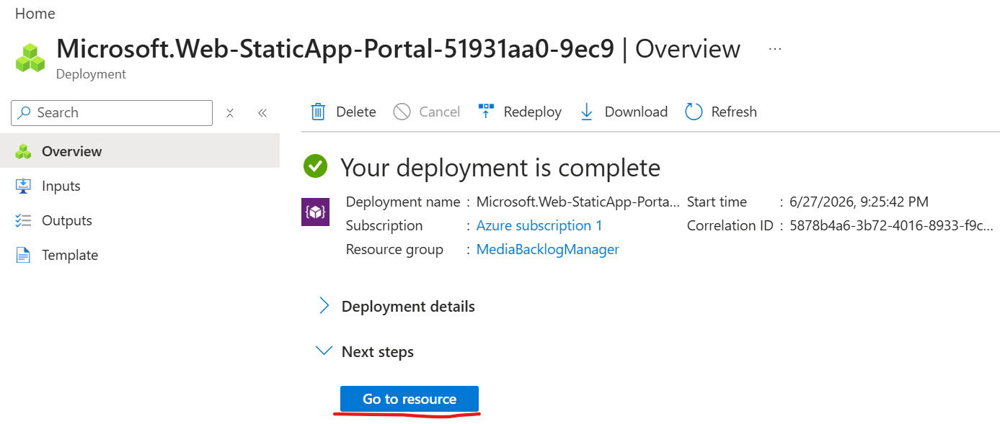 Home
Microsoft.Web-StaticApp-Portal-51931aa0-9ec9 | Overview ...
Deployment
Search
Delete Cancel Redeploy Download Refresh
Overview
Inputs
Outputs
Template
Your deployment is complete
Deployment name : Microsoft.Web-StaticApp-Porta... Start time : 6/27/2026, 9:25:42 PM
Subscription : Azure subscription 1 Correlation ID : 5878b4a6-3b72-4016-8933-f9c...
Resource group : MediaBacklogManager
Deployment details
Next steps
Go to resource